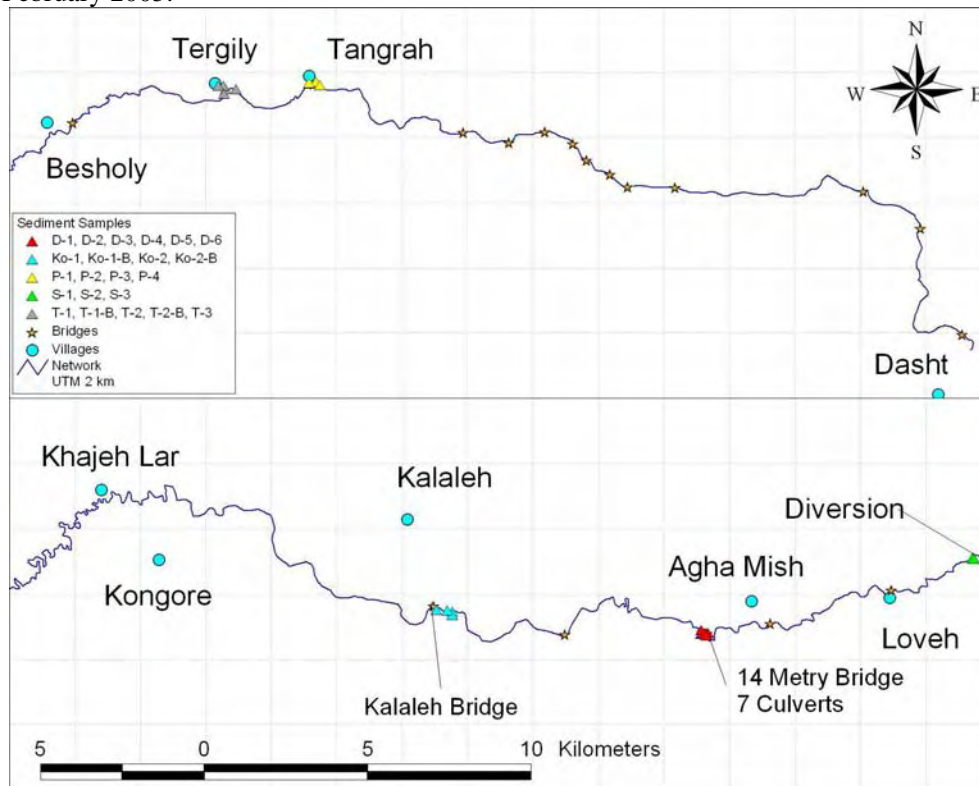 February 2005.
Tergily
Tangrah
N
W
E
S
Besholy
Sediment Samples
D-1, D-2, D-3, D-4, D-5, D-6
Ko-1, Ko-1-B, Ko-2, Ko-2-B
P-1, P-2, P-3, P-4
S-1, S-2, S-3
T-1, T-1-B, T-2, T-2-B, T-3
Bridges
Villages
Network
UTM 2 km
Dasht
Khajeh Lar
Kalaleh
Diversion
Kongore
Agha Mish
Loveh
Kalaleh Bridge
14 Metry Bridge
7 Culverts
5 0 5 10 Kilometers